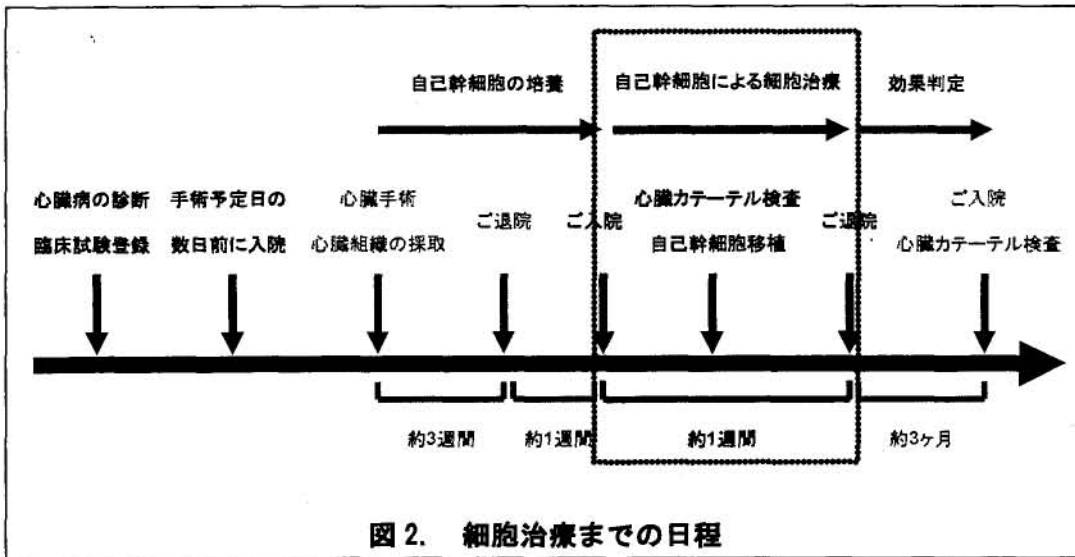 自己幹細胞の培養
自己幹細胞による細胞治療
効果判定
心臓病の診断
臨床試験登録
手術予定日の
数日前に入院
心臓手術
心臓組織の採取
ご退院
ご入院
心臓カテーテル検査
自己幹細胞移植
ご退院
ご入院
心臓カテーテル検査
約3週間
約1週間
約1週間
約3ヶ月
図2. 細胞治療までの日程